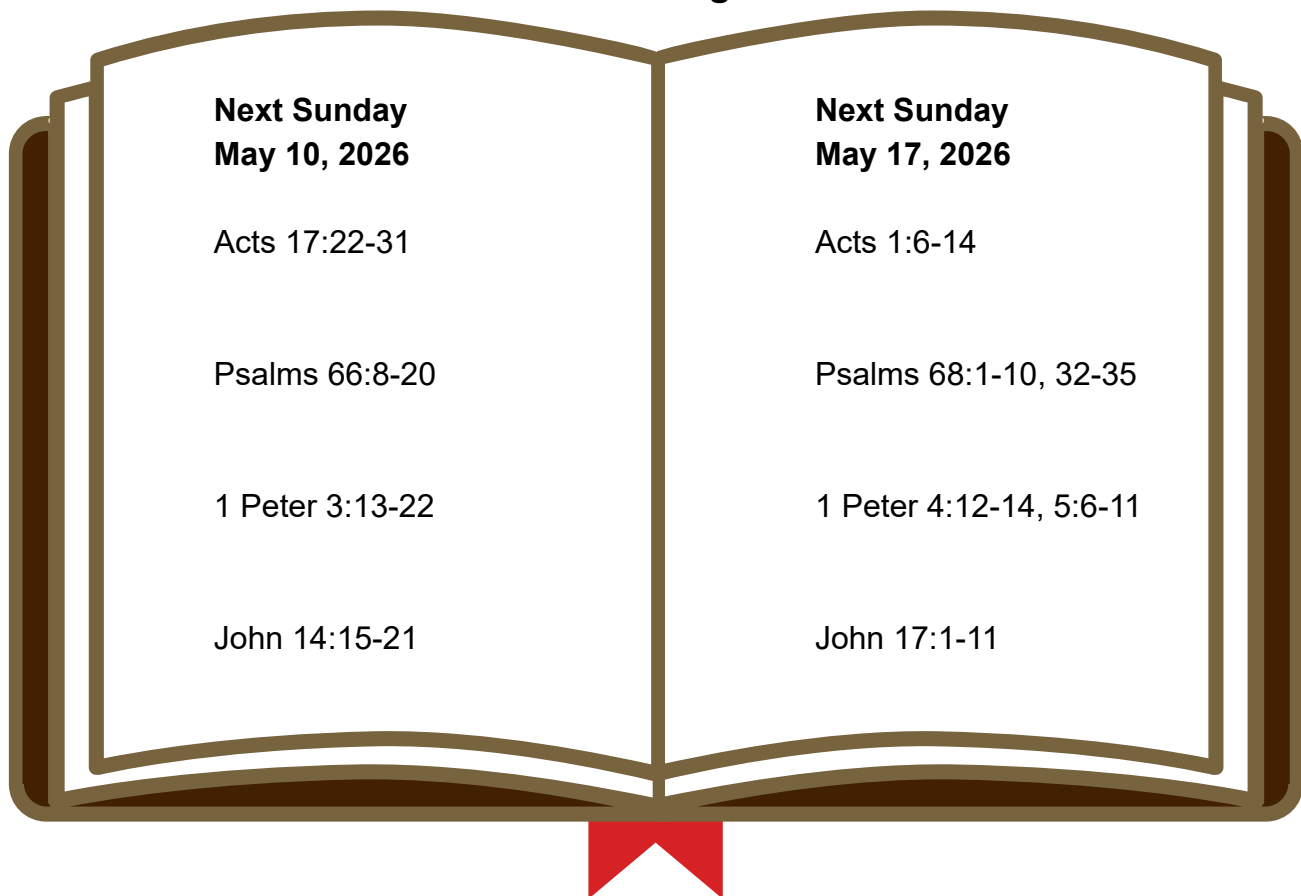 Next Sunday
May 10, 2026
Acts 17:22-31
Psalms 66:8-20
1 Peter 3:13-22
John 14:15-21
Next Sunday
May 17, 2026
Acts 1:6-14
Psalms 68:1-10, 32-35
1 Peter 4:12-14, 5:6-11
John 17:1-11